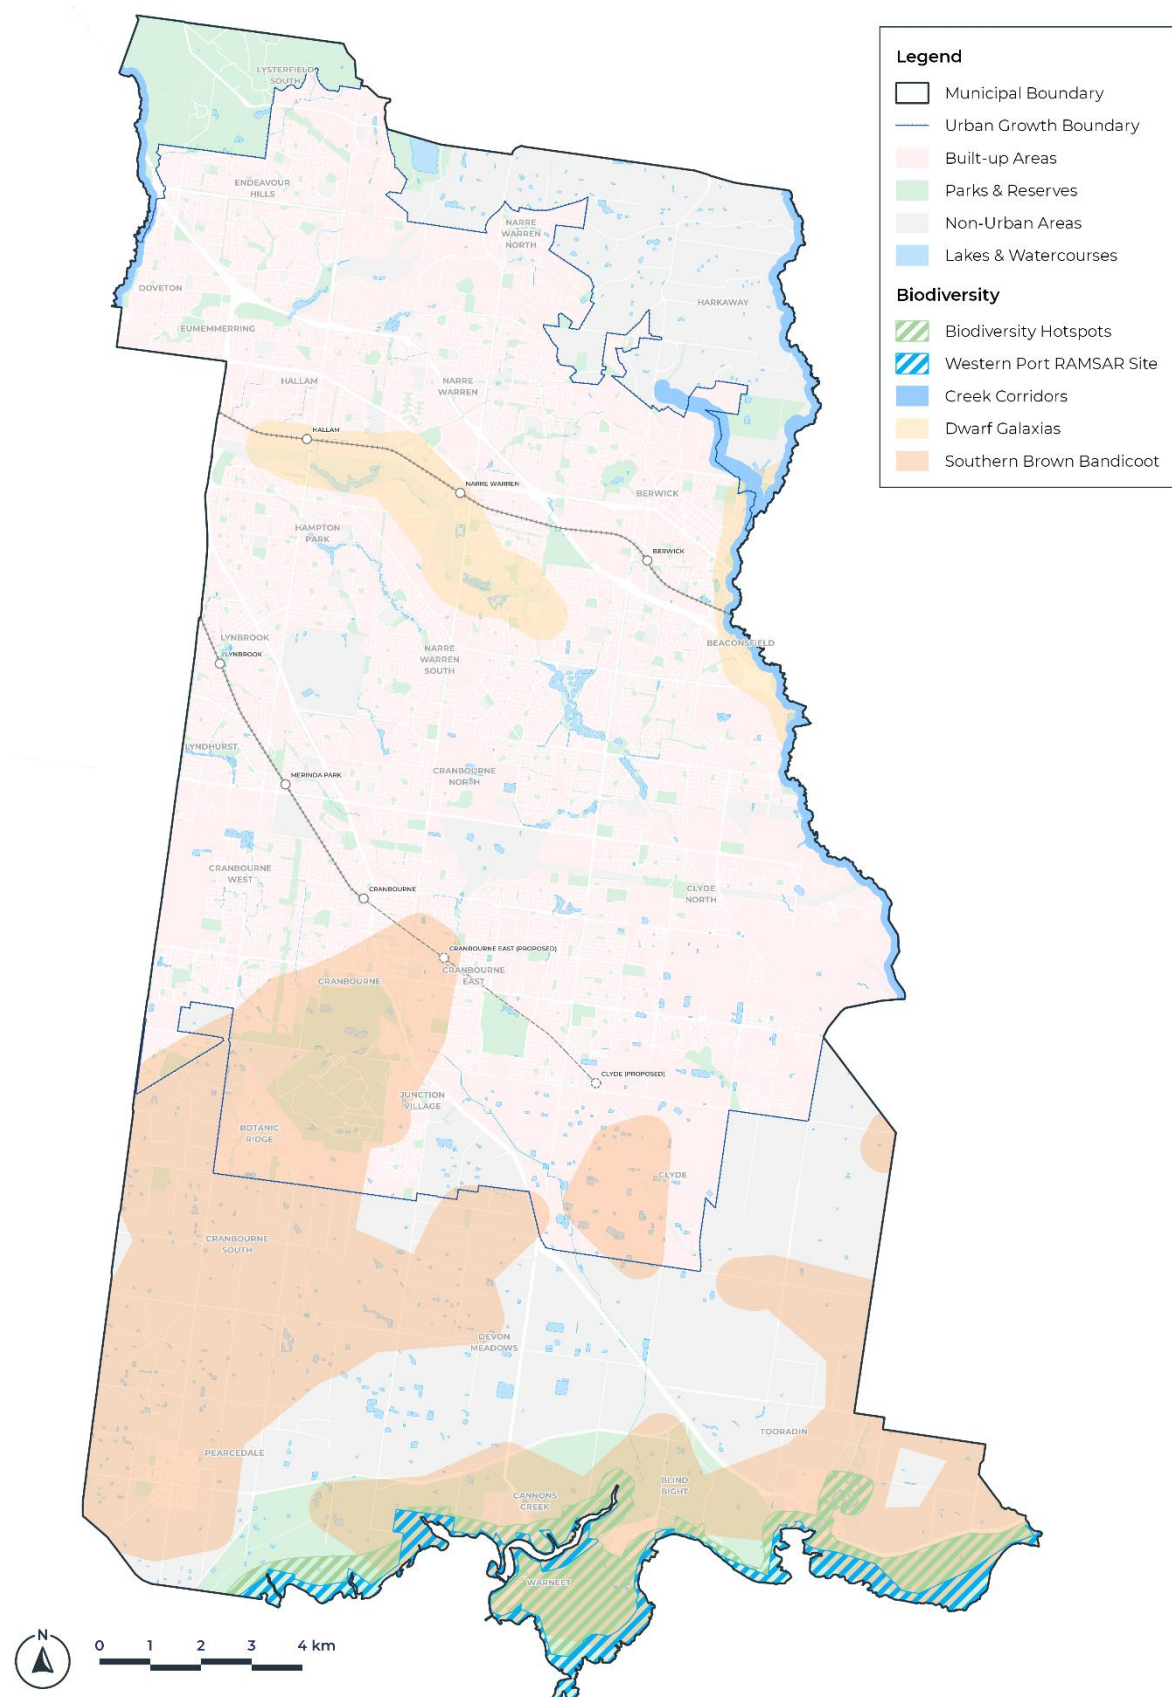 Legend
Municipal Boundary
Urban Growth Boundary
Built-up Areas
Parks & Reserves
Non-Urban Areas
Lakes & Watercourses
Biodiversity
Biodiversity Hotspots
Western Port RAMSAR Site
Creek Corridors
Dwarf Galaxias
Southern Brown Bandicoot
LYSTERFIELD
SOUTH
ENDEAVOUR
HILLS
NARRE
WARREN
NORTH
DOVETON
HARKAWAY
EUMEMMERRING
HALLAM
NARRE
WARREN
HALLAM
NARRE WARREN
BERWICK
HAMPTON
PARK
BERWICK
LYNBROOK
LYNBROOK
NARRE
WARREN
SOUTH
BEACONSFIELD
LYNDHURST
MERINDA PARK
CRANBOURNE
NORTH
CRANBOURNE
WEST
CRANBOURNE
CLYDE
NORTH
CRANBOURNE EAST (PROPOSED)
CRANBOURNE
EAST
CRANBOURNE
CLYDE (PROPOSED)
JUNCTION
VILLAGE
BOTANIC
RIDGE
CLYDE
CRANBOURNE
SOUTH
DEVON
MEADOWS
TOORADIN
PEARCEDALE
BLIND
BIGHT
CANNONS
CREEK
WARNEET
N
0 1 2 3 4 km